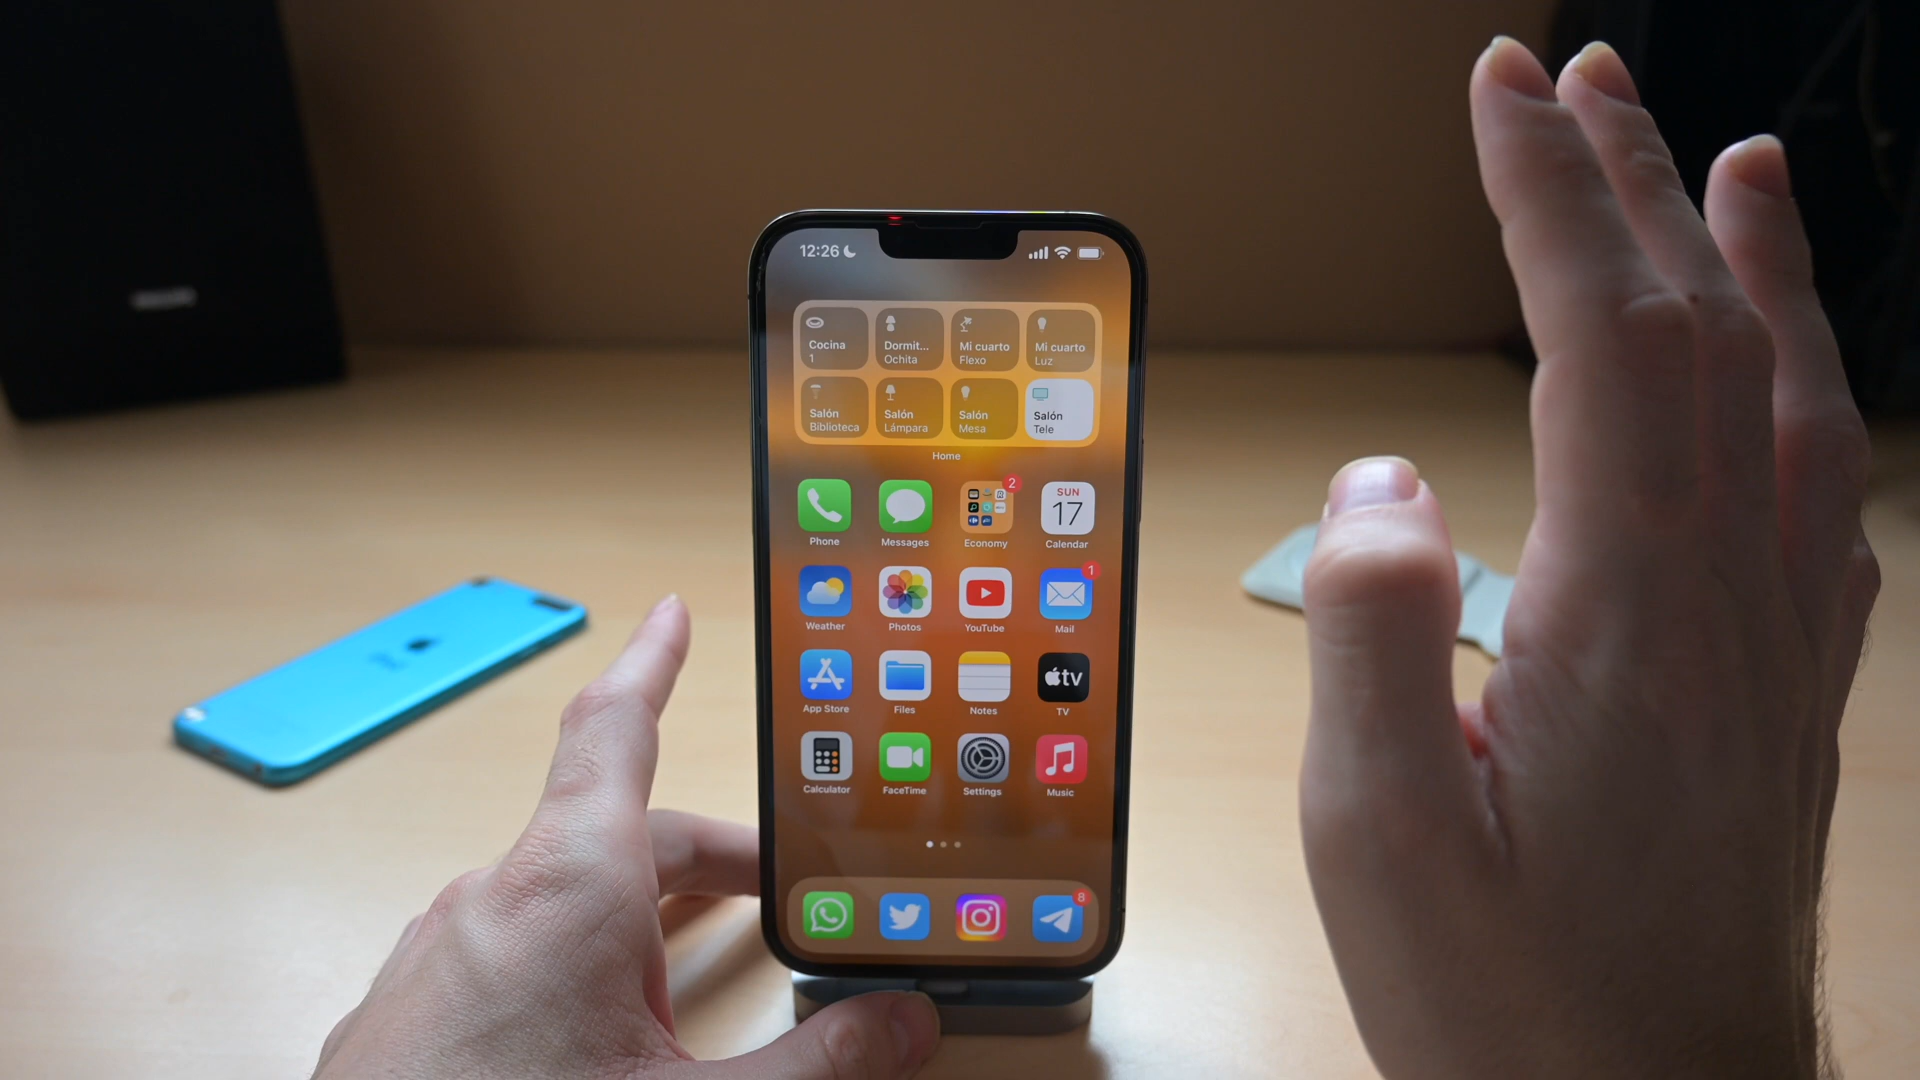 12:26
Cocina
1
Dormit...
Ochita
Mi cuarto
Flexo
Mi cuarto
Luz
Salón
Biblioteca
Salón
Lámpara
Salón
Mesa
Salón
Tele
Home
2
SUN
17
Phone
Messages
Economy
Calendar
1
Weather
Photos
YouTube
Mail
tv
App Store
Files
Notes
TV
Calculator
FaceTime
Settings
Music
8